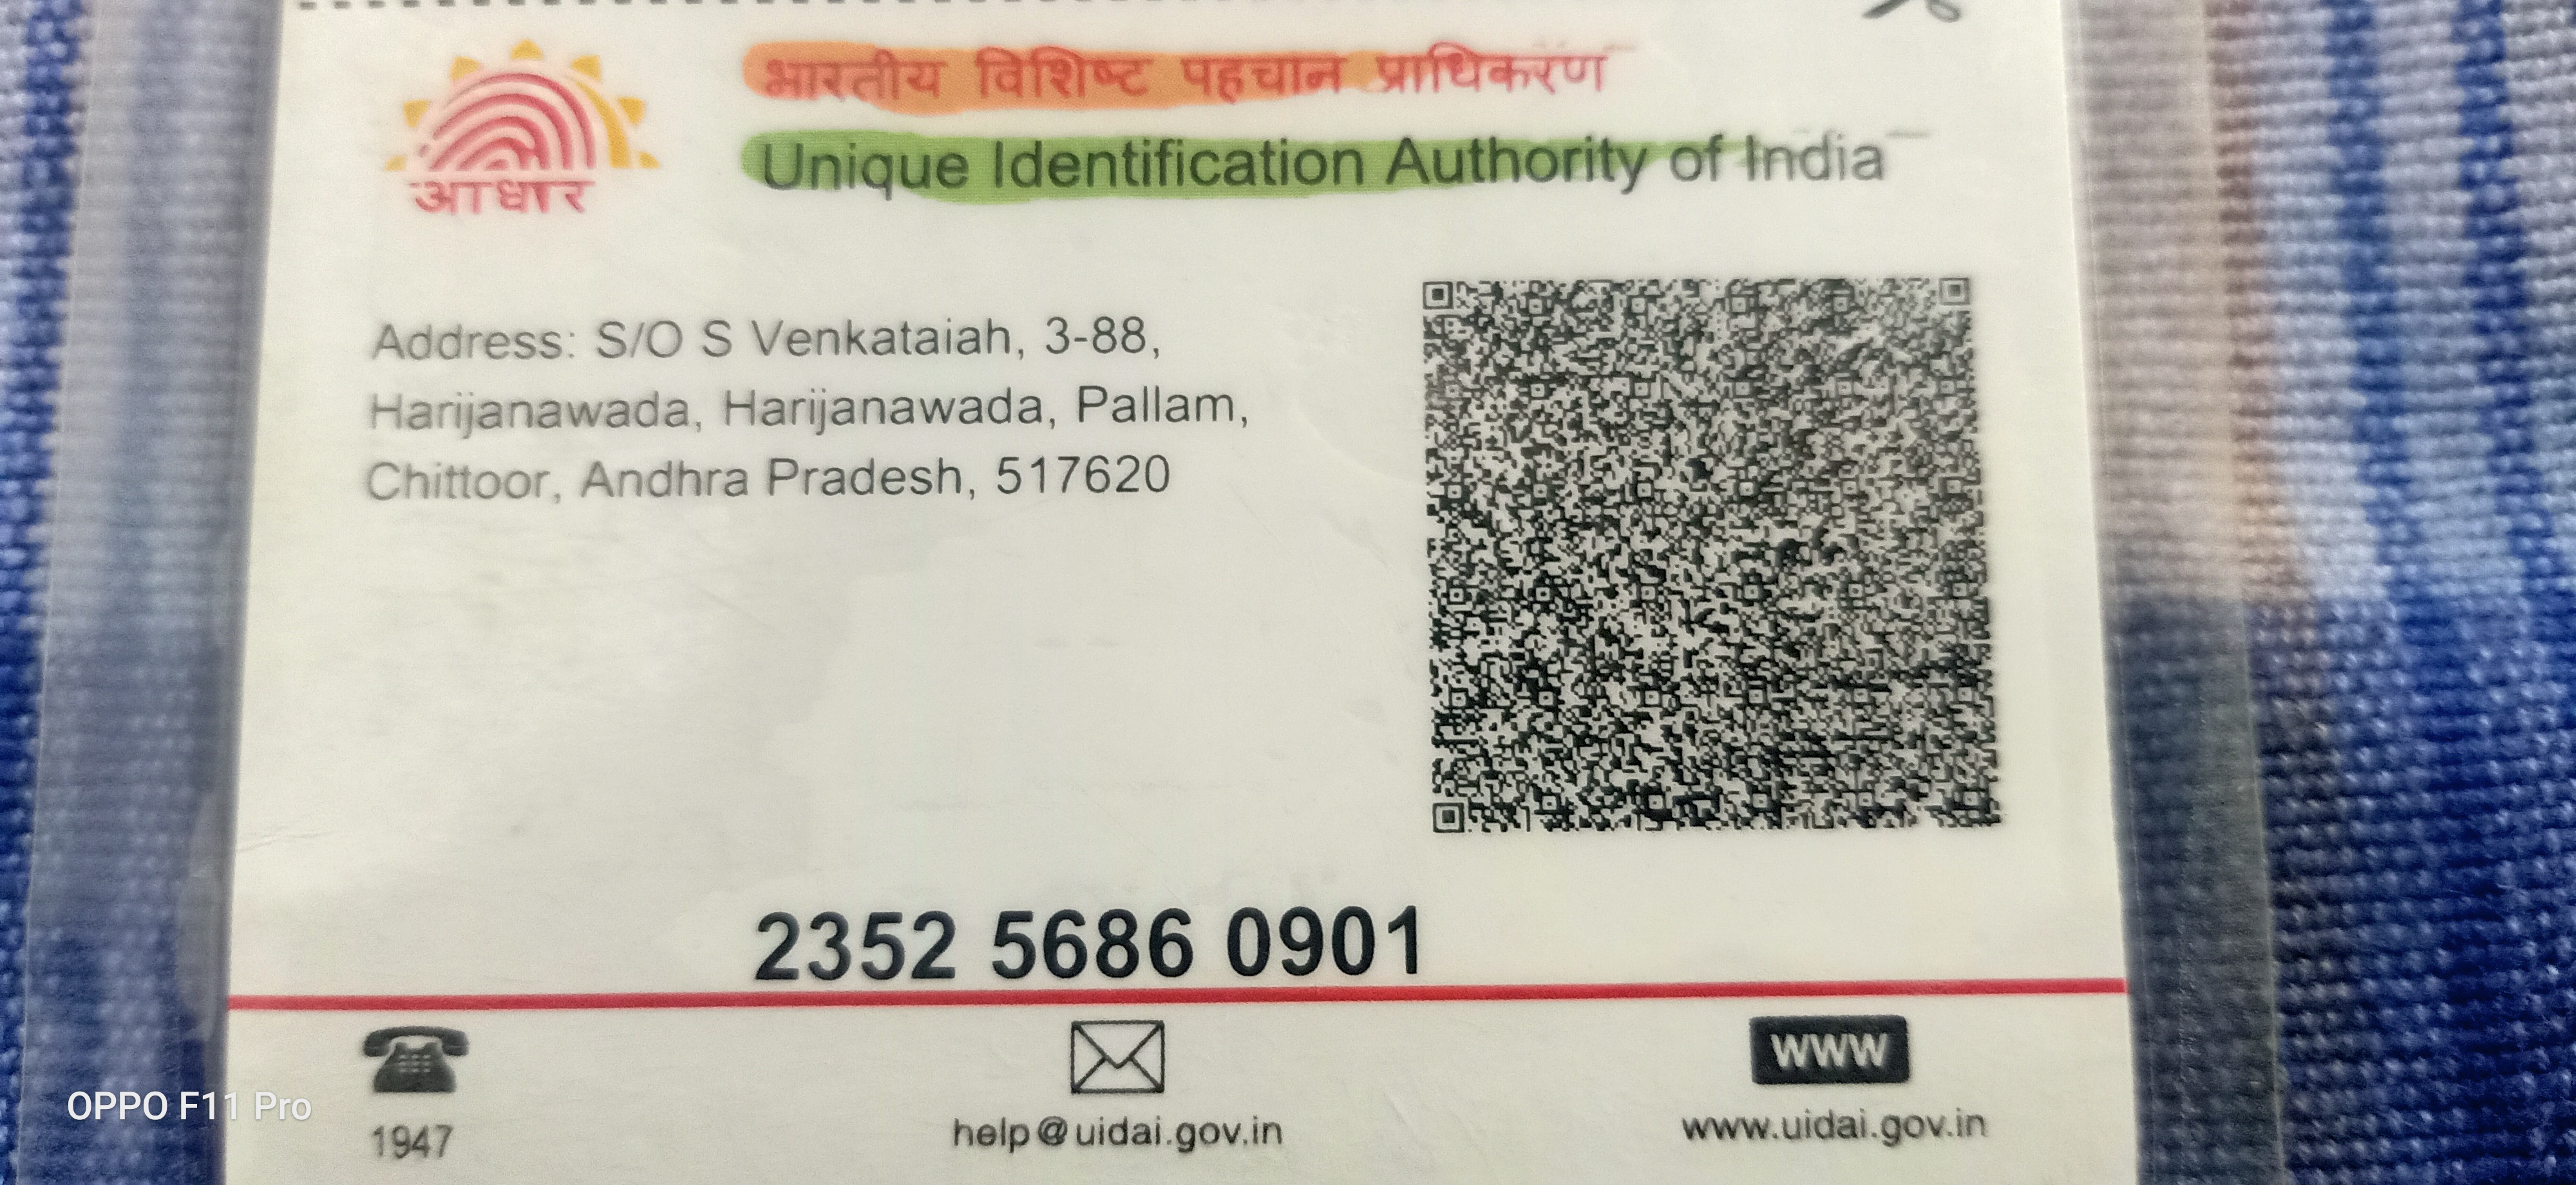 भारतीय विशिष्ट पहचान प्राधिकरण
Unique Identification Authority of India
आधार
Address: S/O S Venkataiah, 3-88,
Harijanawada, Harijanawada, Pallam,
Chittoor, Andhra Pradesh, 517620
2352 5686 0901
WWW
1947
help@uidai.gov.in
www.uidai.gov.in
OPPO F11 Pro